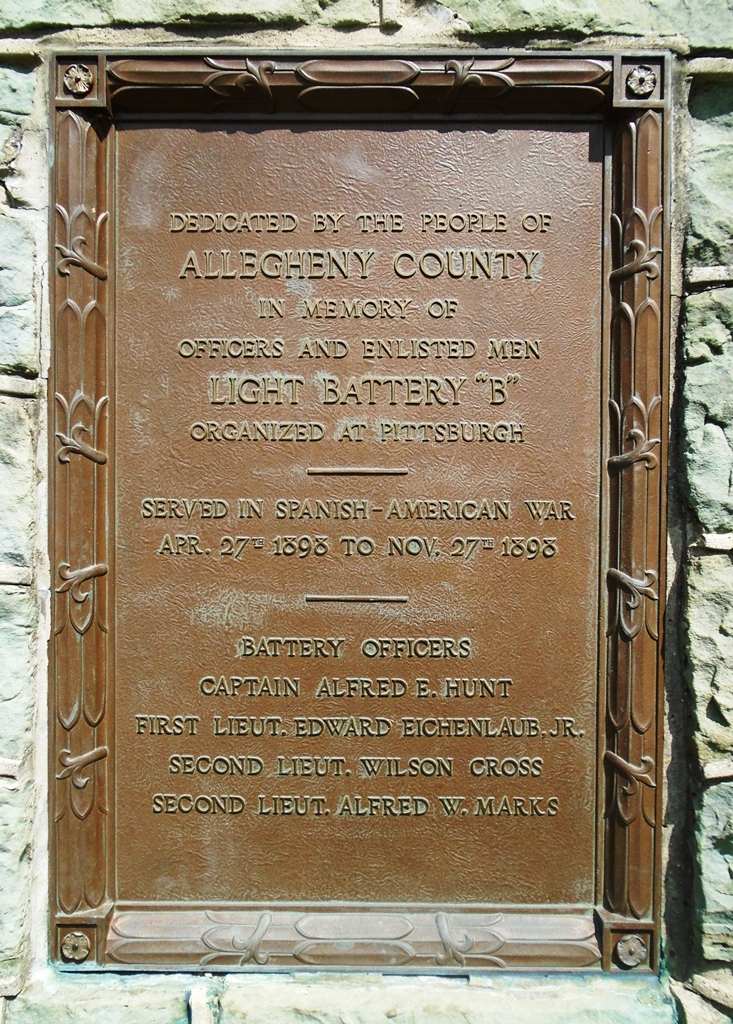 DEDICATED BY THE PEOPLE OF
ALLEGHENY COUNTY
IN MEMORY OF
OFFICERS AND ENLISTED MEN
LIGHT BATTERY "B"
ORGANIZED AT PITTSBURGH
SERVED IN SPANISH-AMERICAN WAR
APR. 27TH 1898 TO NOV. 27TH 1898
BATTERY OFFICERS
CAPTAIN ALFRED E. HUNT
FIRST LIEUT. EDWARD EICHENLAUB, JR.
SECOND LIEUT. WILSON CROSS
SECOND LIEUT. ALFRED W. MARKS